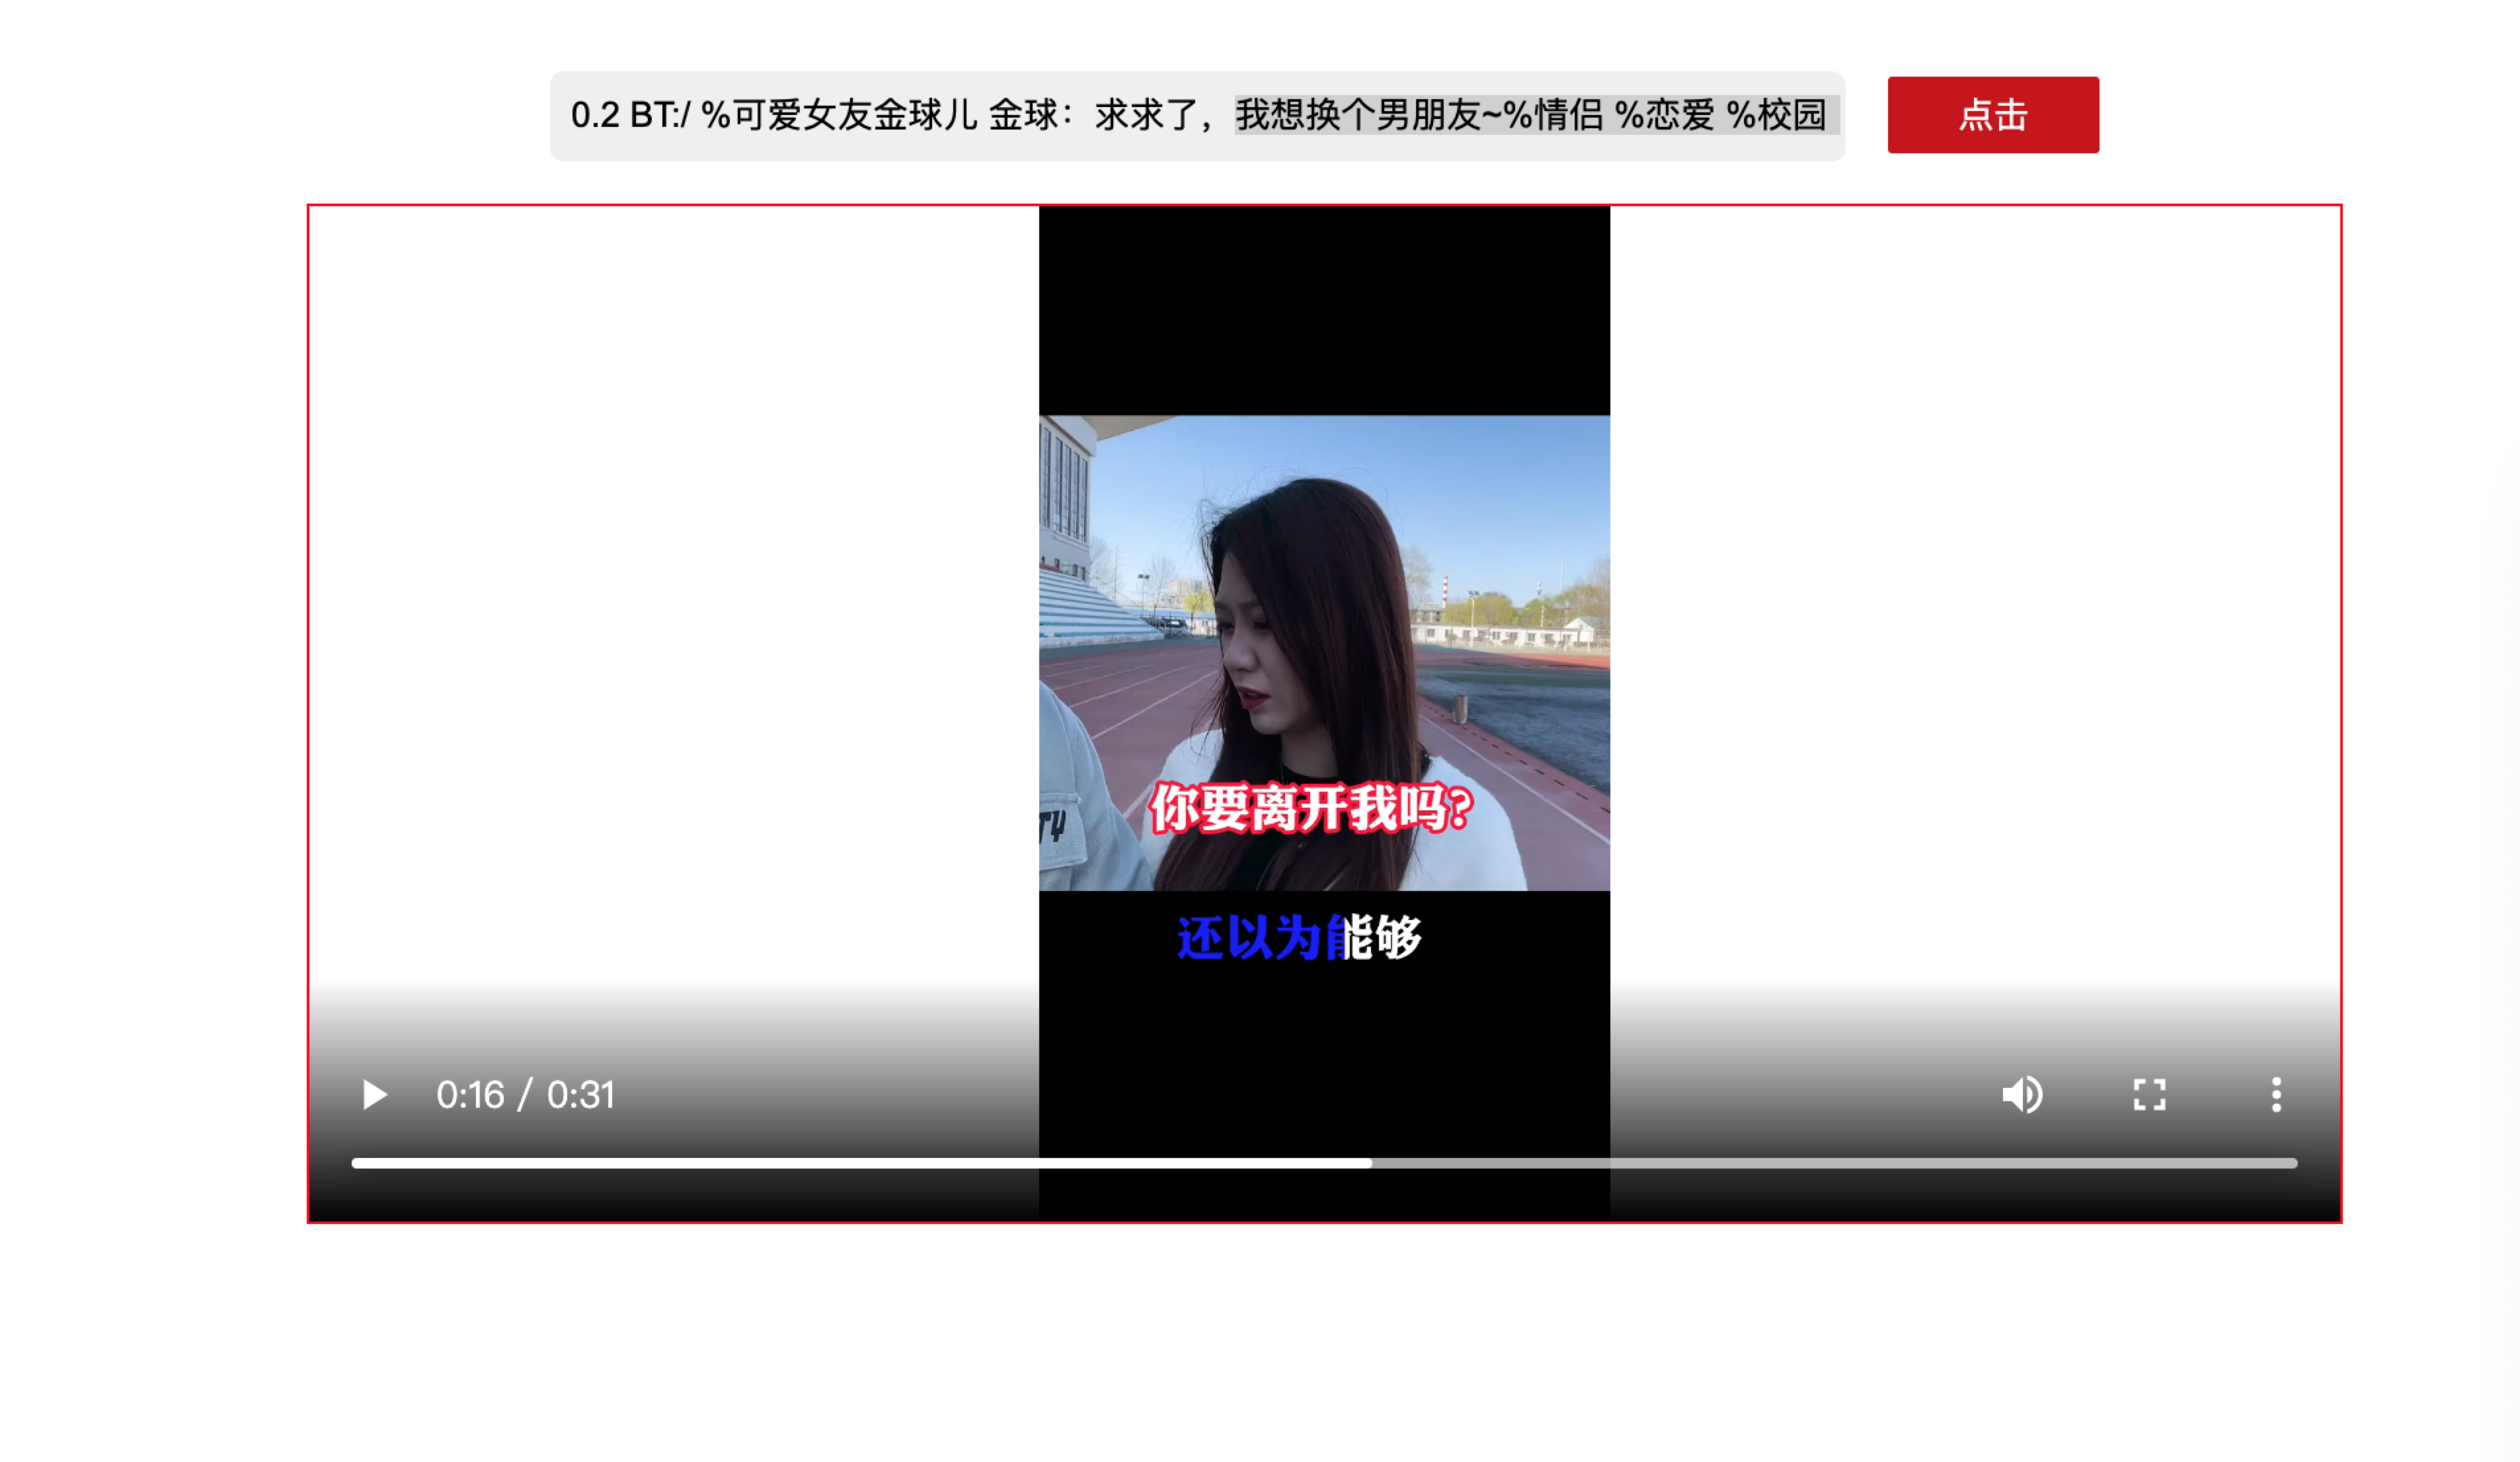 0.2 BT:/ %可爱女友金球儿 金球：求求了，我想换个男朋友~%情侣 %恋爱 %校园
点击
TY
你要离开我吗?
还以为能够
0:16 / 0:31